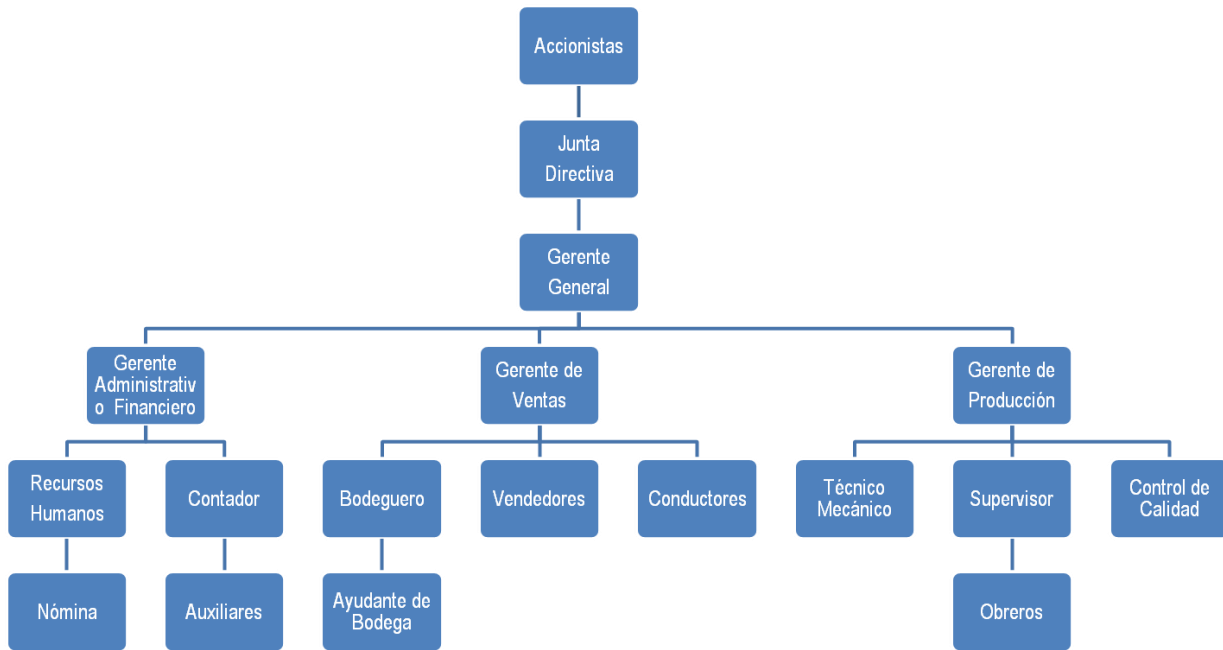 Accionistas
Junta
Directiva
Gerente
General
Gerente
Administrativ
o Financiero
Gerente de
Ventas
Gerente de
Producción
Recursos
Humanos
Contador
Bodeguero
Vendedores
Conductores
Técnico
Mecánico
Supervisor
Control de
Calidad
Nómina
Auxiliares
Ayudante de
Bodega
Obreros